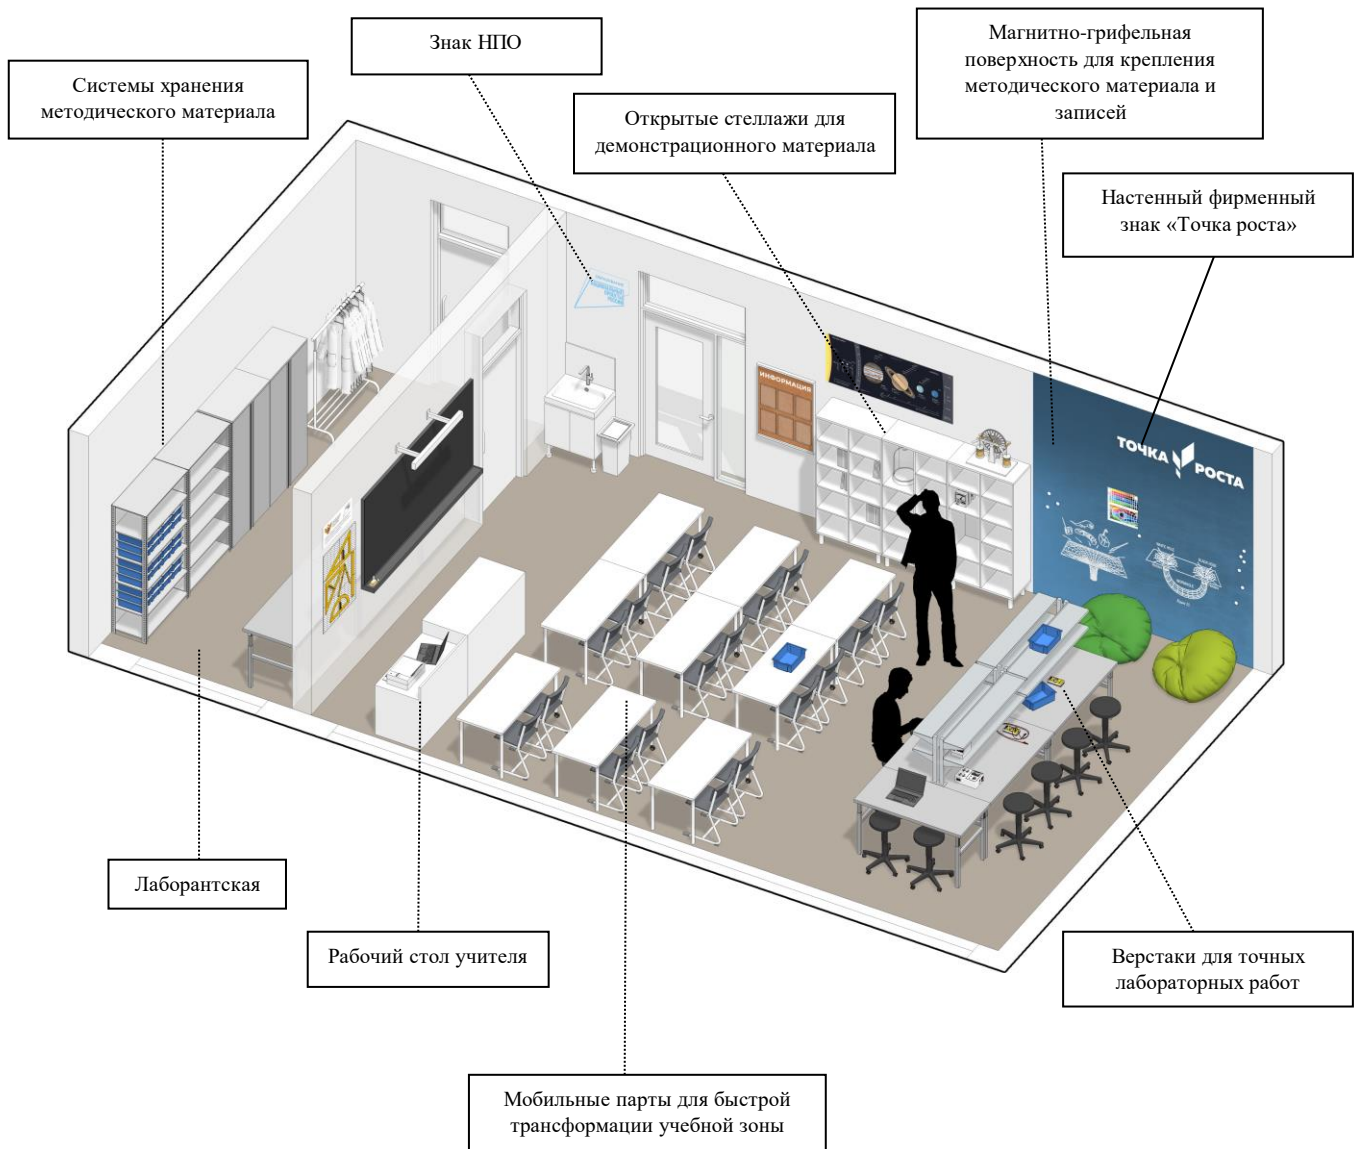 Знак НПО
Магнитно-грифельная
поверхность для крепления
методического материала и
записей
Системы хранения
методического материала
Открытые стеллажи для
демонстрационного материала
Настенный фирменный
знак «Точка роста»
ИНФОРМАЦИЯ
ТОЧКА РОСТА
Лаборантская
Рабочий стол учителя
Верстаки для точных
лабораторных работ
Мобильные парты для быстрой
трансформации учебной зоны